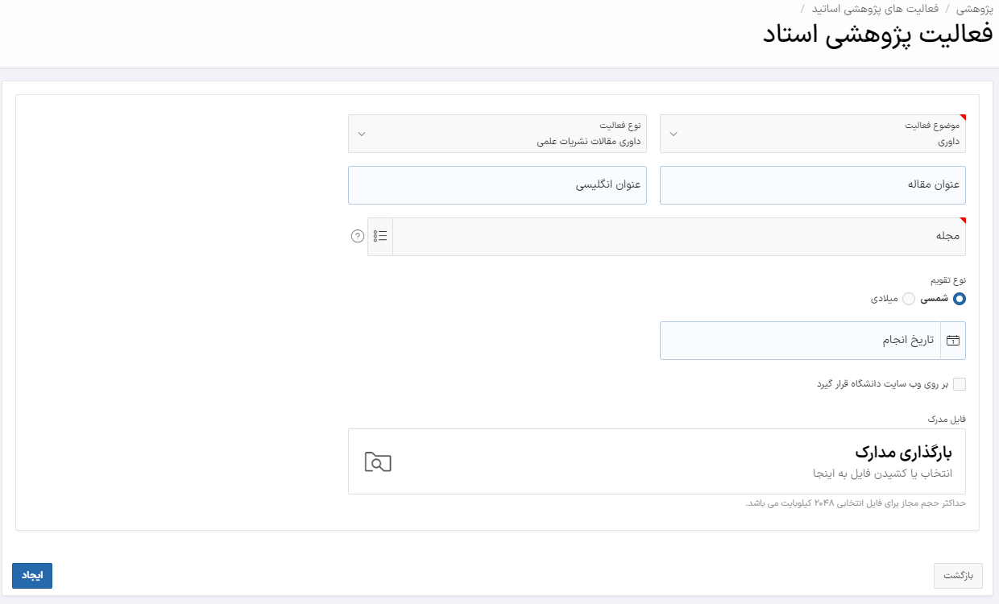 پژوهشی / فعالیت های پژوهشی اساتید /
فعالیت پژوهشی استاد
موضوع فعالیت
داوری
نوع فعالیت
داوری مقالات نشریات علمی
عنوان مقاله
عنوان انگلیسی
مجله
نوع تقویم
شمسی
میلادی
تاریخ انجام
بر روی وب سایت دانشگاه قرار گیرد
فایل مدرک
بارگذاری مدارک
انتخاب یا کشیدن فایل به اینجا
حداکثر حجم مجاز برای فایل انتخابی ۲۰۴۸ کیلوبایت می باشد.
بازگشت
ایجاد